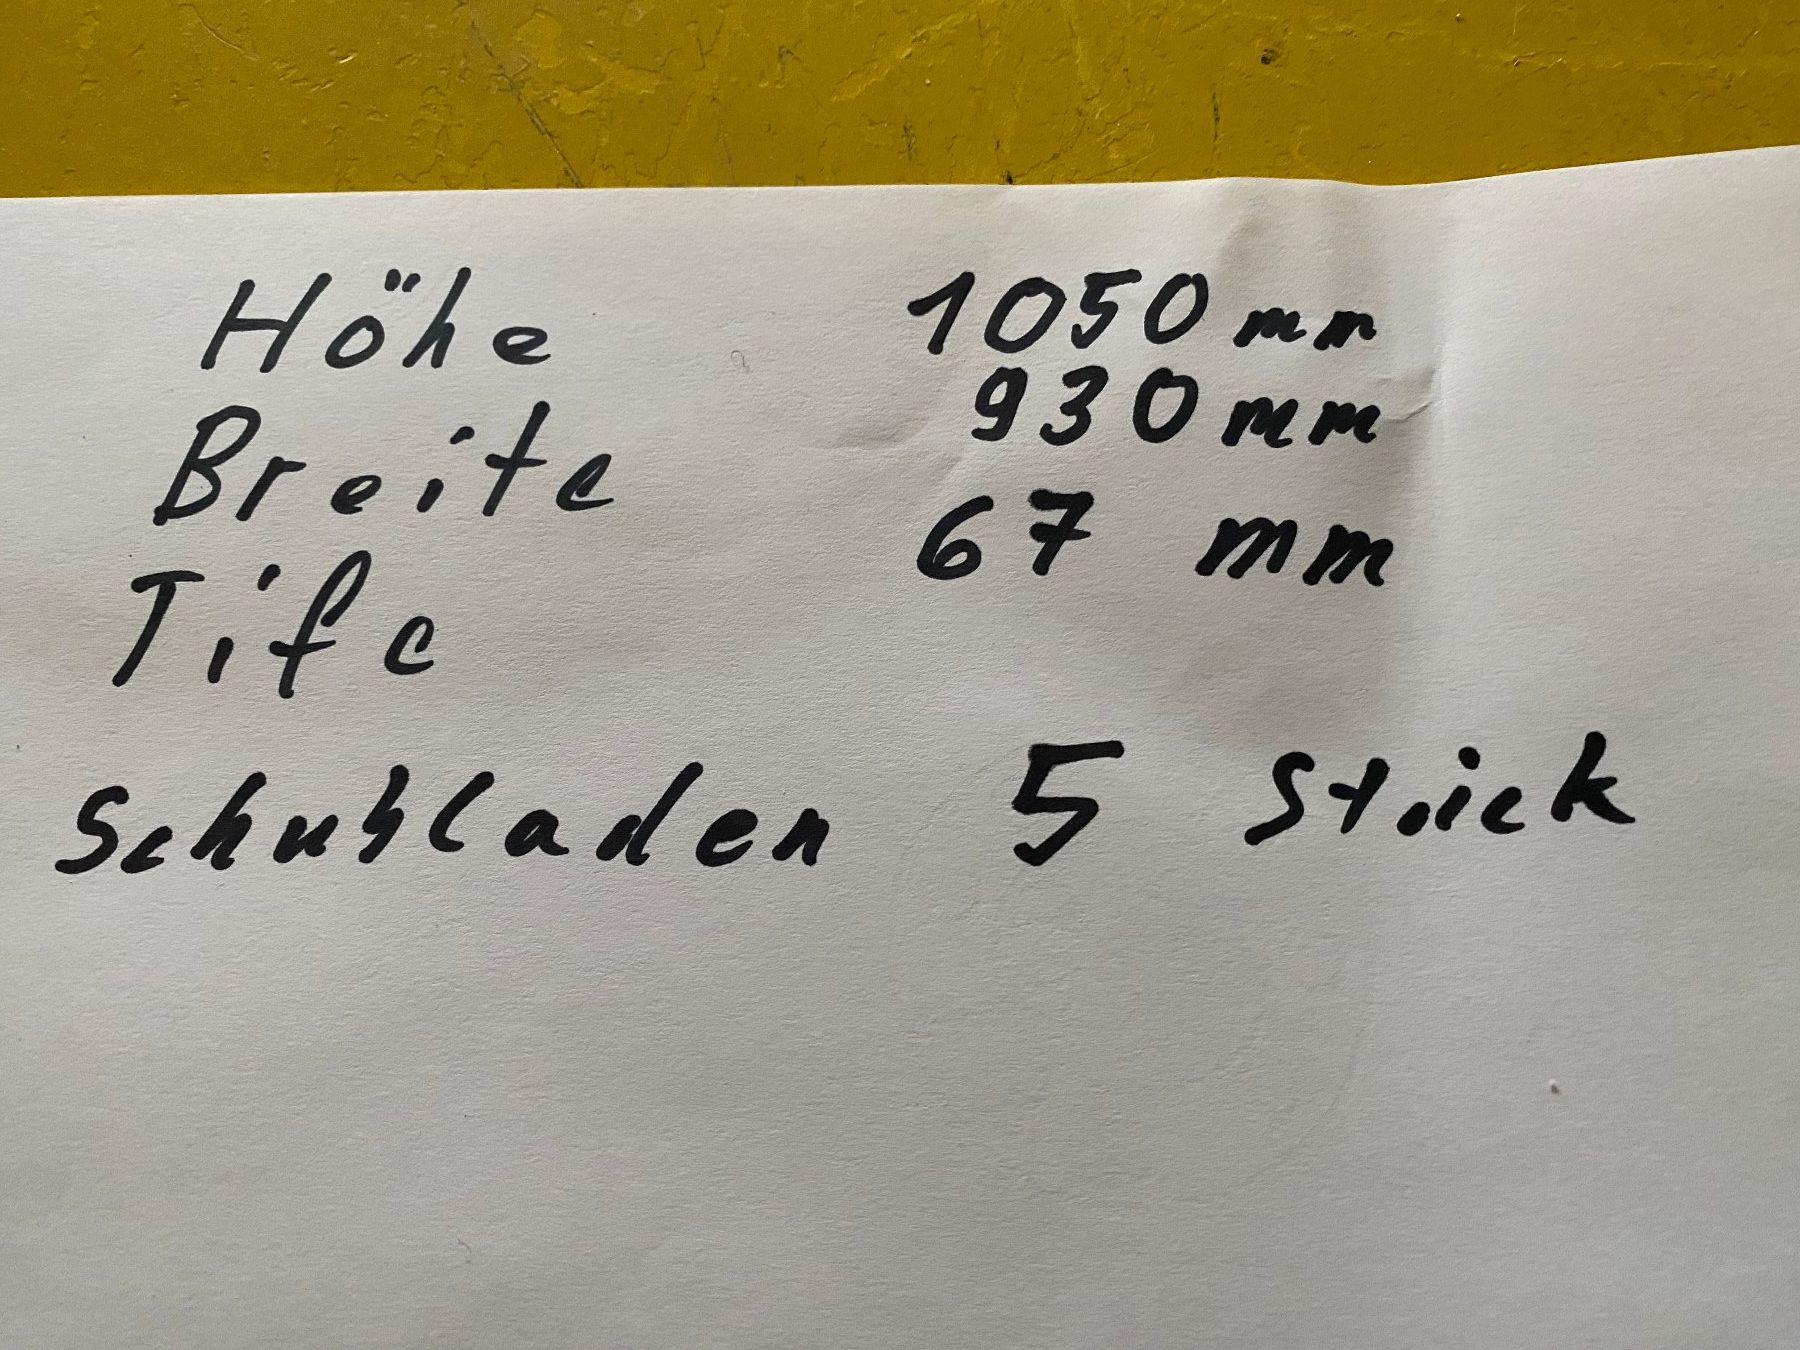 Höhe 1050 mm
Breite 930 mm
Tife 67 mm
Schubladen 5 Stück